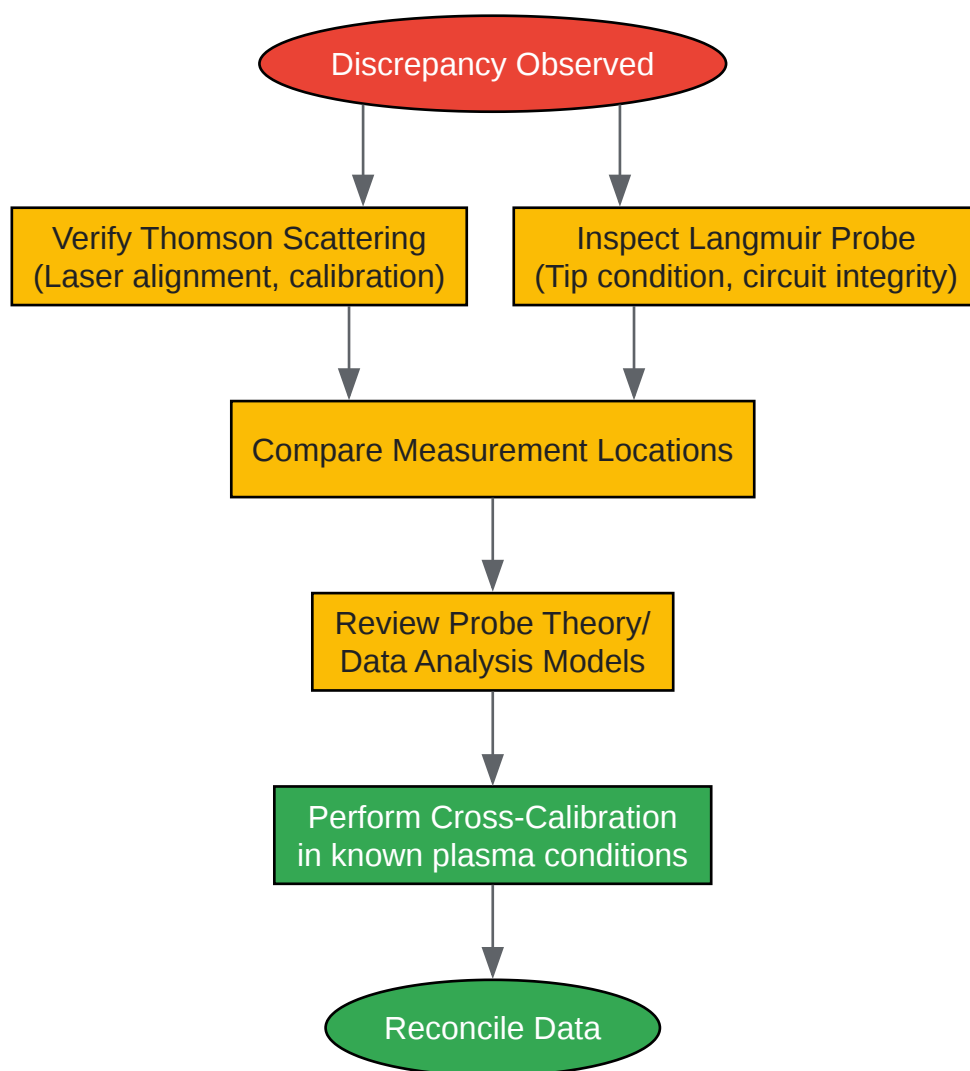 Discrepancy Observed
Verify Thomson Scattering
(Laser alignment, calibration)
Inspect Langmuir Probe
(Tip condition, circuit integrity)
Compare Measurement Locations
Review Probe Theory/
Data Analysis Models
Perform Cross-Calibration
in known plasma conditions
Reconcile Data